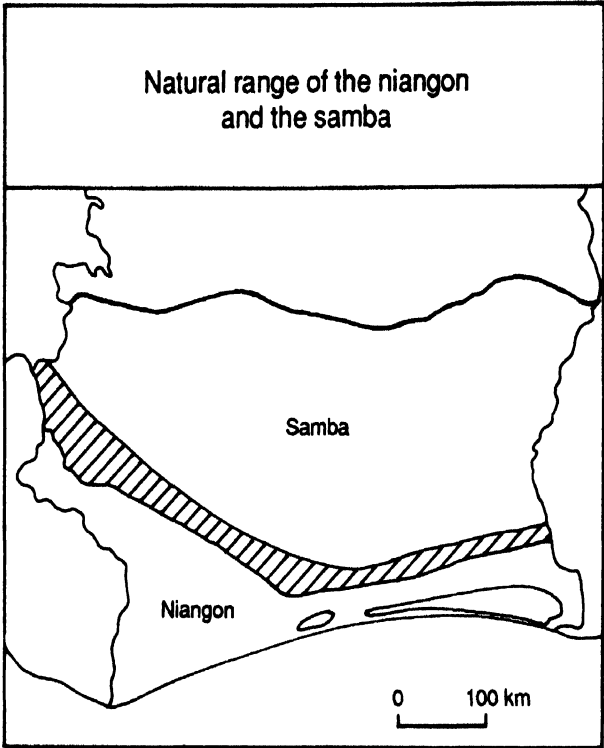 Natural range of the niangon
and the samba
Samba
Niangon
0 100 km